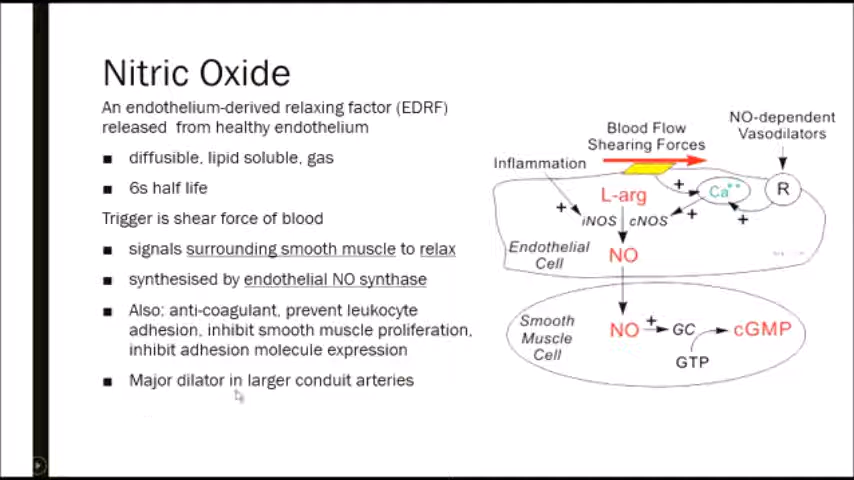 Nitric Oxide
An endothelium-derived relaxing factor (EDRF)
released from healthy endothelium
■ diffusible, lipid soluble, gas
■ 6s half life
Trigger is shear force of blood
■ signals surrounding smooth muscle to relax
■ synthesised by endothelial NO synthase
■ Also: anti-coagulant, prevent leukocyte
adhesion, inhibit smooth muscle proliferation,
inhibit adhesion molecule expression
■ Major dilator in larger conduit arteries
NO-dependent
Vasodilators
Blood Flow
Shearing Forces
Inflammation
L-arg
+
Ca++
R
+
iNOS
cNOS
+
+
Endothelial
Cell
NO
Smooth
Muscle
Cell
NO
+
GC
cGMP
GTP